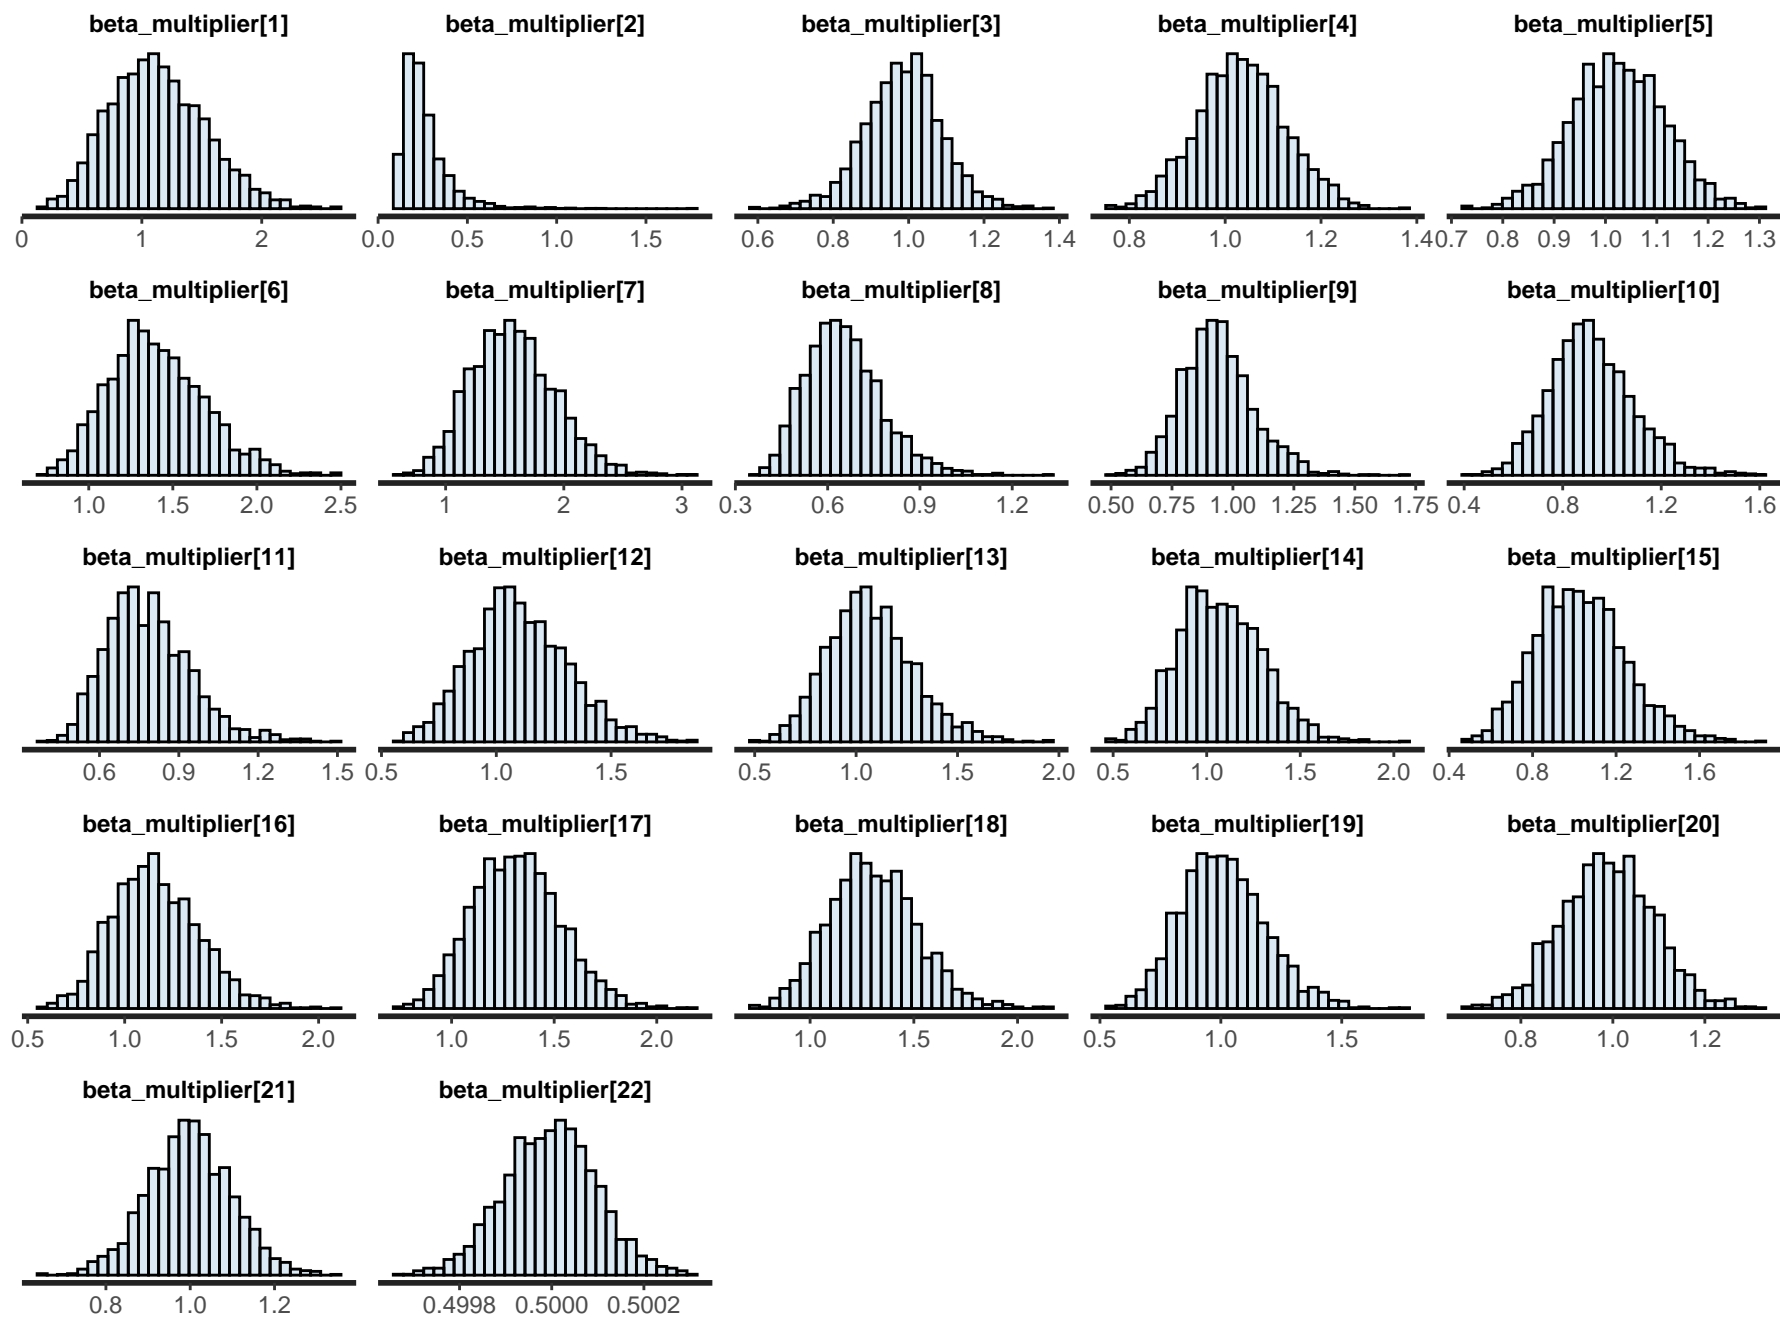 beta_multiplier[1] beta_multiplier[2] beta_multiplier[3] beta_multiplier[4] beta_multiplier[5]
0 1 2 0.0 0.5 1.0 1.5 0.6 0.8 1.0 1.2 1.4 0.8 1.0 1.2 1.4 0.7 0.8 0.9 1.0 1.1 1.2 1.3
beta_multiplier[6] beta_multiplier[7] beta_multiplier[8] beta_multiplier[9] beta_multiplier[10]
1.0 1.5 2.0 2.5 1 2 3 0.3 0.6 0.9 1.2 0.50 0.75 1.00 1.25 1.50 1.75 0.4 0.8 1.2 1.6
beta_multiplier[11] beta_multiplier[12] beta_multiplier[13] beta_multiplier[14] beta_multiplier[15]
0.6 0.9 1.2 1.5 0.5 1.0 1.5 0.5 1.0 1.5 2.0 0.5 1.0 1.5 2.0 0.4 0.8 1.2 1.6
beta_multiplier[16] beta_multiplier[17] beta_multiplier[18] beta_multiplier[19] beta_multiplier[20]
0.5 1.0 1.5 2.0 1.0 1.5 2.0 1.0 1.5 2.0 0.5 1.0 1.5 0.8 1.0 1.2
beta_multiplier[21] beta_multiplier[22]
0.8 1.0 1.2 0.4998 0.5000 0.5002